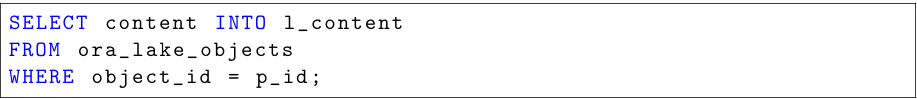 SELECT content INTO l_content
FROM ora_lake_objects
WHERE object_id = p_id;